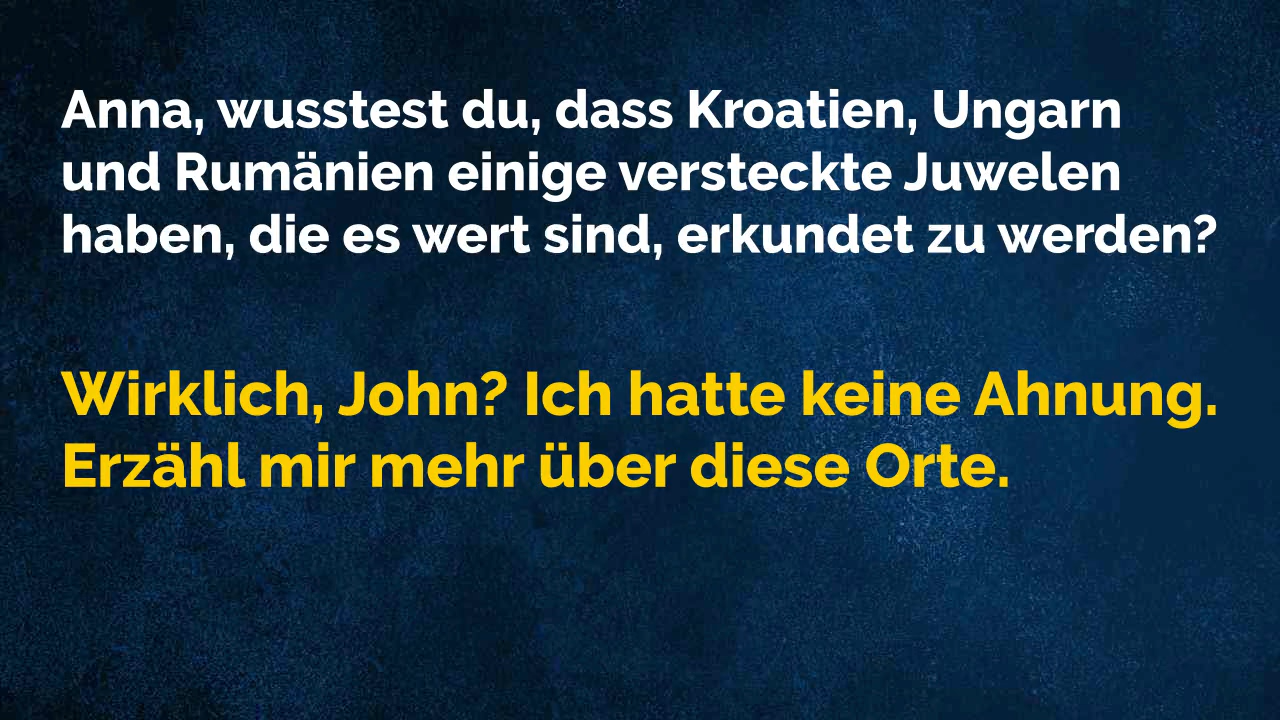 Anna, wusstest du, dass Kroatien, Ungarn
und Rumänien einige versteckte Juwelen
haben, die es wert sind, erkundet zu werden?
Wirklich, John? Ich hatte keine Ahnung.
Erzähl mir mehr über diese Orte.